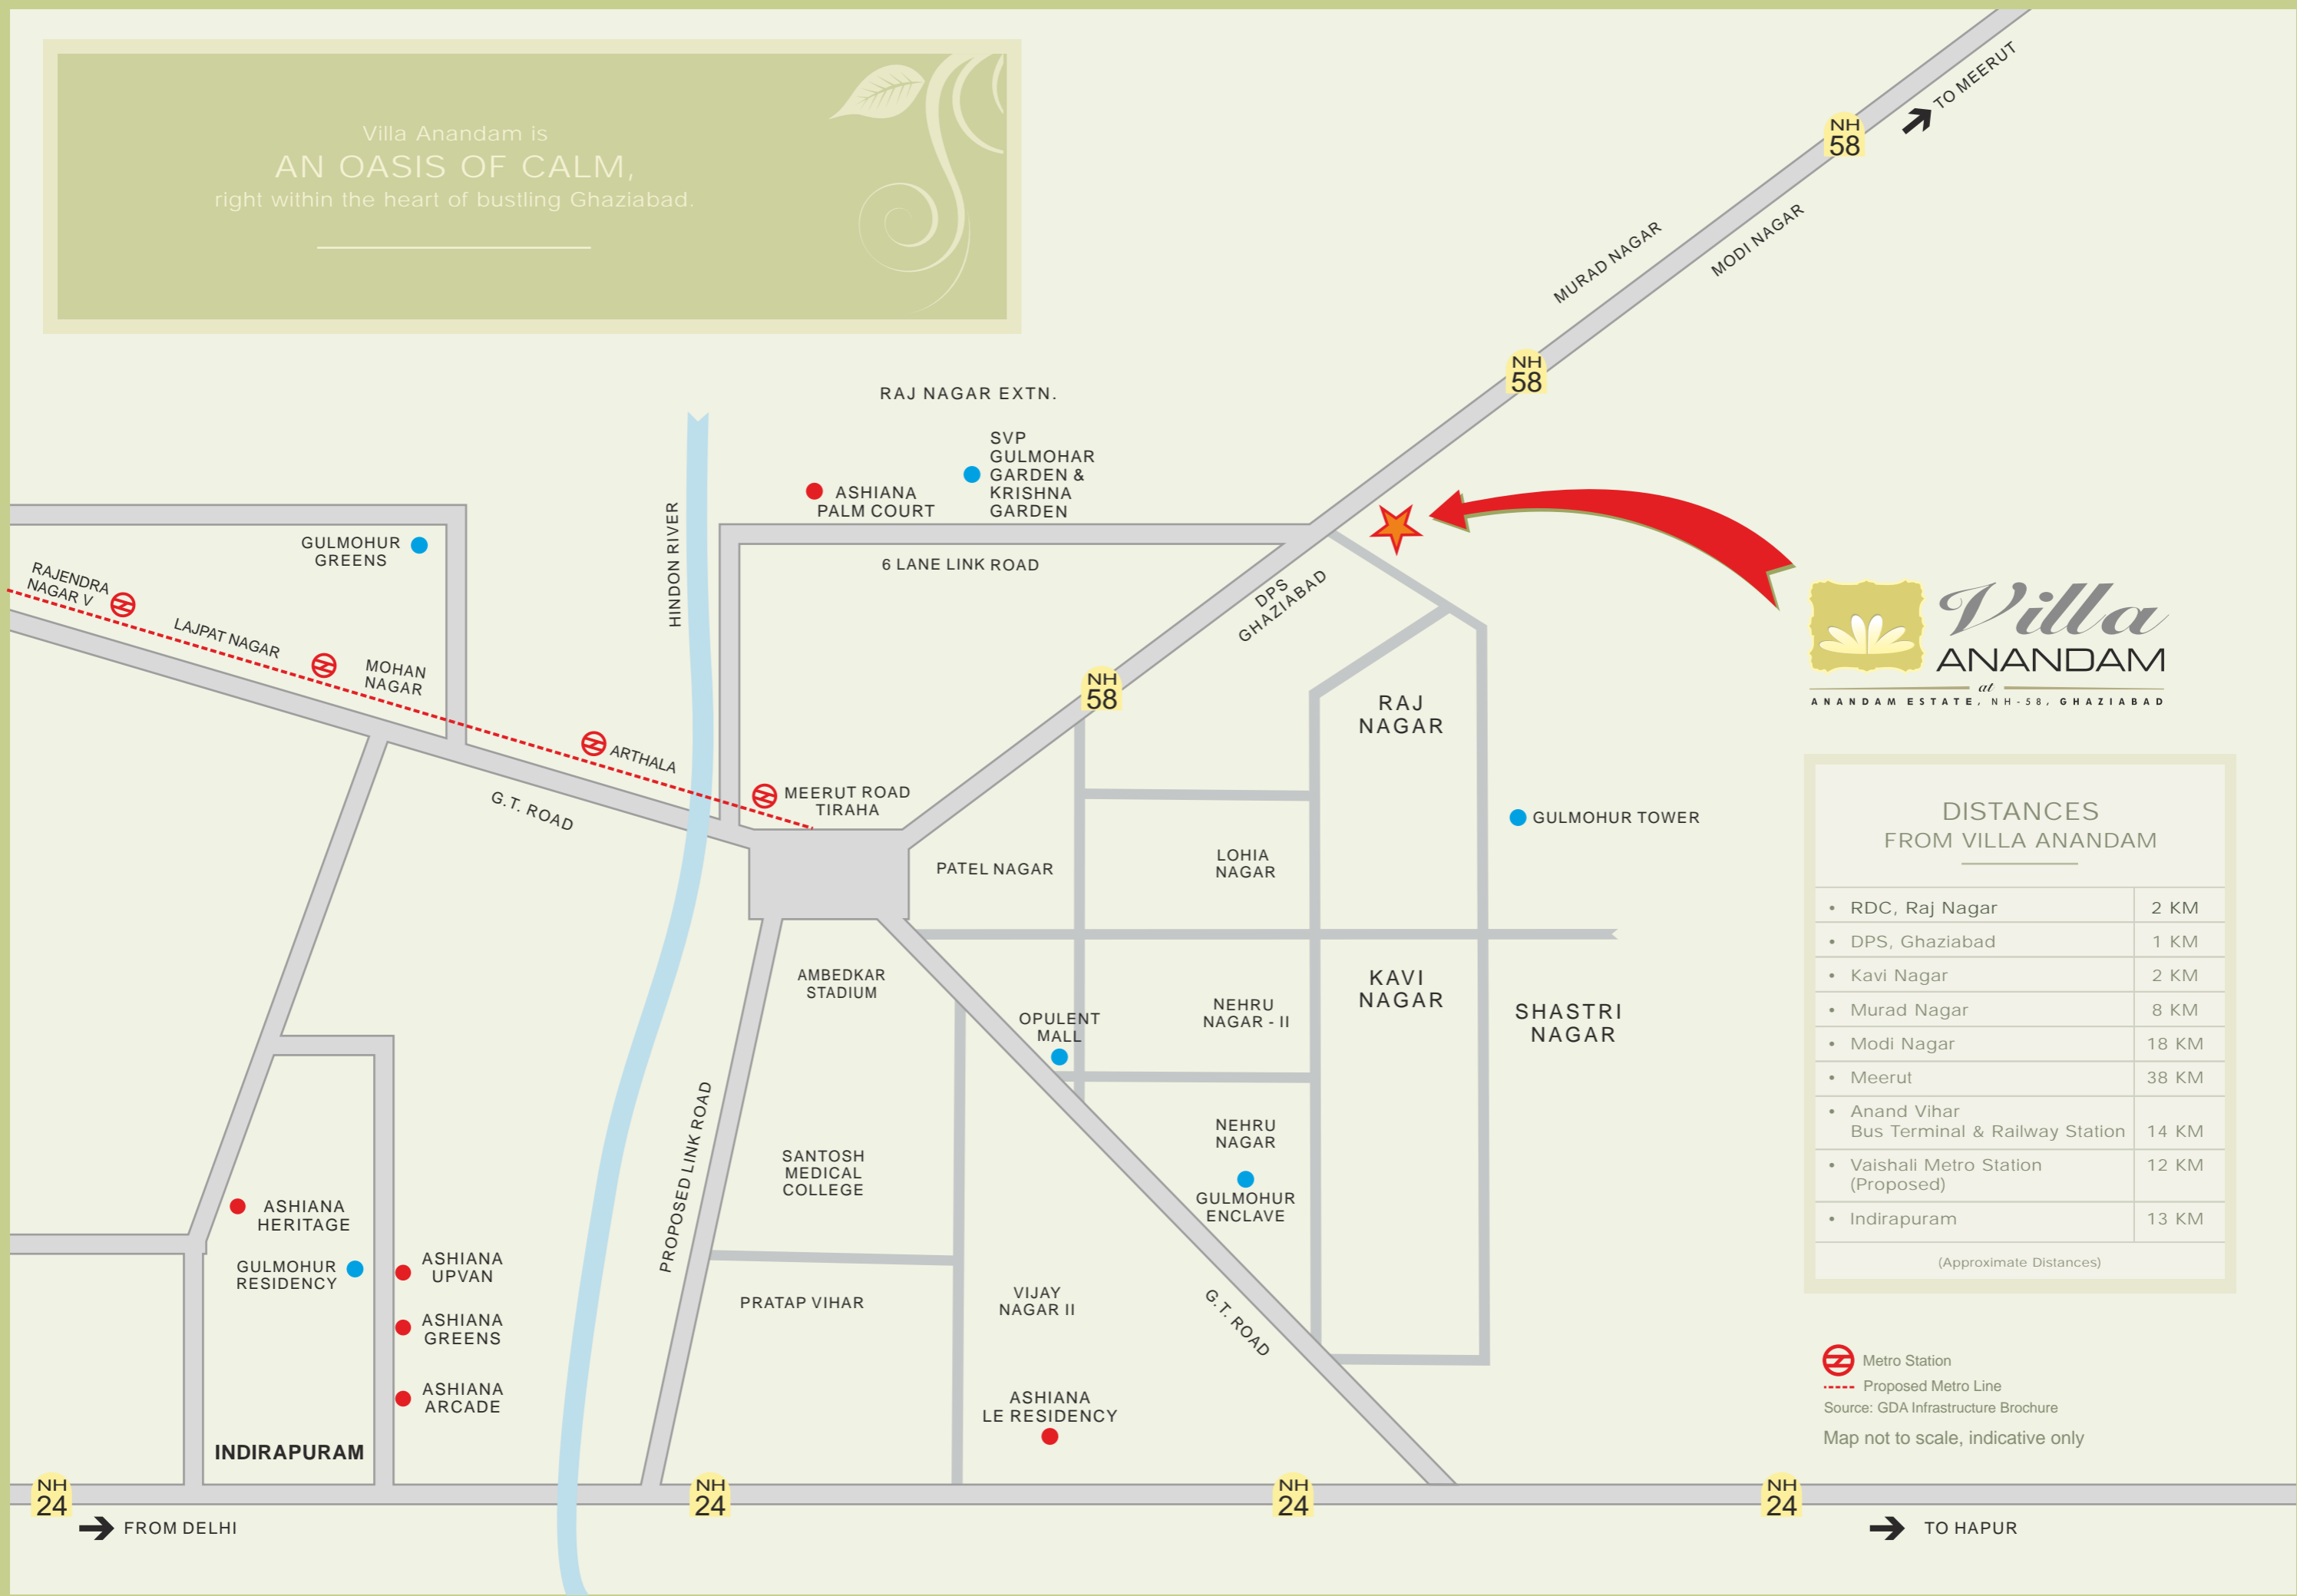 Villa Anandam is
AN OASIS OF CALM,
right within the heart of bustling Ghaziabad.
TO MEERUT
NH
58
MURAD NAGAR
MODI NAGAR
NH
58
RAJ NAGAR EXTN.
SVP
GULMOHAR
GARDEN &
KRISHNA
GARDEN
ASHIANA
PALM COURT
HINDON RIVER
6 LANE LINK ROAD
DPS
GHAZIABAD
GULMOHUR
GREENS
RAJENDRA
NAGAR V
LAJPAT NAGAR
MOHAN
NAGAR
ARTHALA
G.T. ROAD
MEERUT ROAD
TIRAHA
NH
58
RAJ
NAGAR
Villa
ANANDAM
at
ANANDAM ESTATE, NH-58, GHAZIABAD
GULMOHUR TOWER
PATEL NAGAR
LOHIA
NAGAR
AMBEDKAR
STADIUM
OPULENT
MALL
NEHRU
NAGAR - II
KAVI
NAGAR
SHASTRI
NAGAR
PROPOSED LINK ROAD
SANTOSH
MEDICAL
COLLEGE
NEHRU
NAGAR
GULMOHUR
ENCLAVE
ASHIANA
HERITAGE
GULMOHUR
RESIDENCY
ASHIANA
UPVAN
ASHIANA
GREENS
ASHIANA
ARCADE
INDIRAPURAM
PRATAP VIHAR
VIJAY
NAGAR II
G.T. ROAD
ASHIANA
LE RESIDENCY
DISTANCES
FROM VILLA ANANDAM
• RDC, Raj Nagar 2 KM
• DPS, Ghaziabad 1 KM
• Kavi Nagar 2 KM
• Murad Nagar 8 KM
• Modi Nagar 18 KM
• Meerut 38 KM
• Anand Vihar
Bus Terminal & Railway Station 14 KM
• Vaishali Metro Station 12 KM
(Proposed)
• Indirapuram 13 KM
(Approximate Distances)
Metro Station
Proposed Metro Line
Source: GDA Infrastructure Brochure
Map not to scale, indicative only
NH
24
NH
24
NH
24
NH
24
FROM DELHI
TO HAPUR